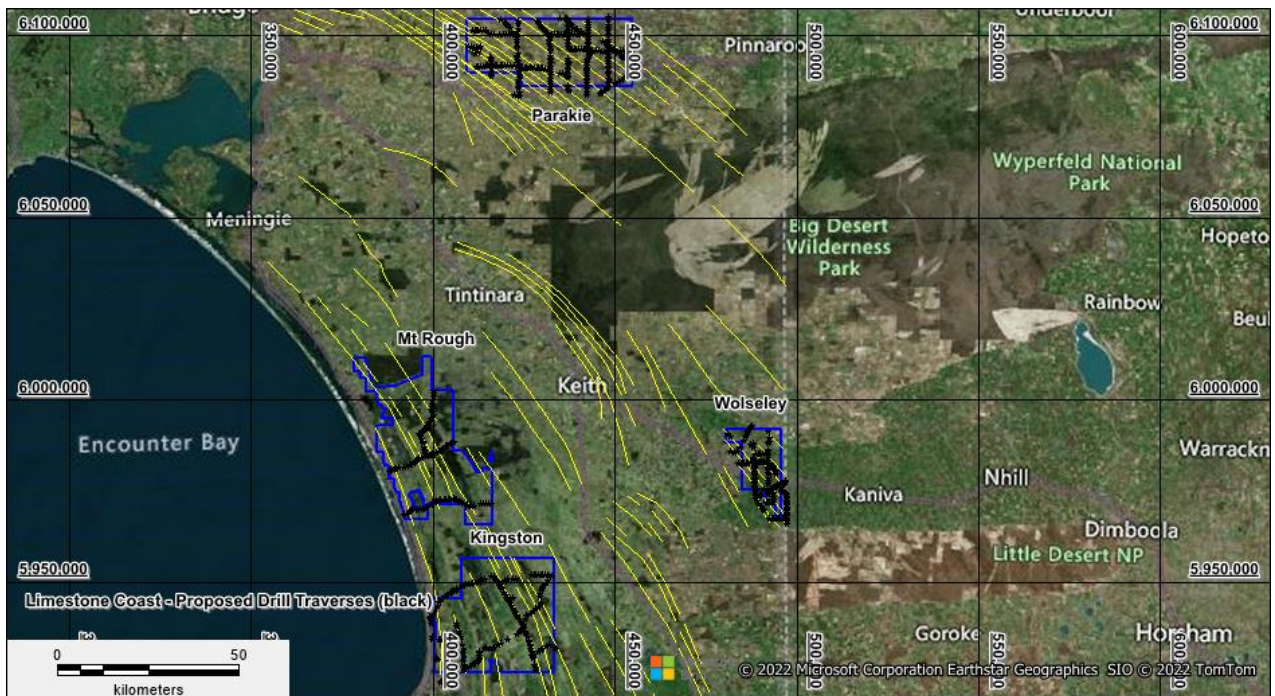 6.100.000
350.000
400.000
450.000
500.000
550.000
600.000
6.100.000
Pinnaroo
Parakie
Wyperfeld National
Park
6.050.000
6.050.000
Meningie
Big Desert
Wilderness
Park
Hopeto
Tintinara
Rainbow
Beul
Mt Rough
6.000.000
Keith
6.000.000
Wolseley
Encounter Bay
Warrackn
Nhill
Kaniva
Kingston
Dimboola
Little Desert NP
5.950.000
5.950.000
Limestone Coast - Proposed Drill Traverses (black)
Goroke
Horsham
400.000
450.000
500.000
550.000
0
50
kilometers
© 2022 Microsoft Corporation Earthstar Geographics SIO © 2022 TomTom